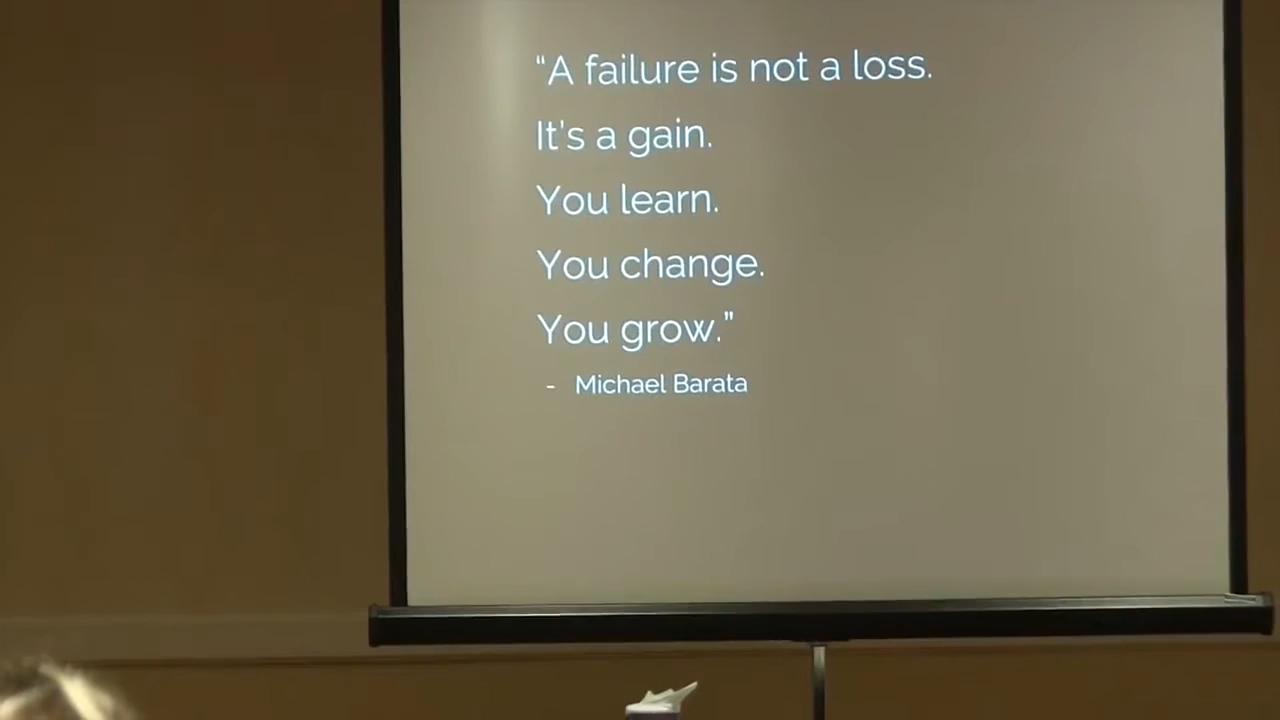 “A failure is not a loss.
It’s a gain.
You learn.
You change.
You grow.”
- Michael Barata